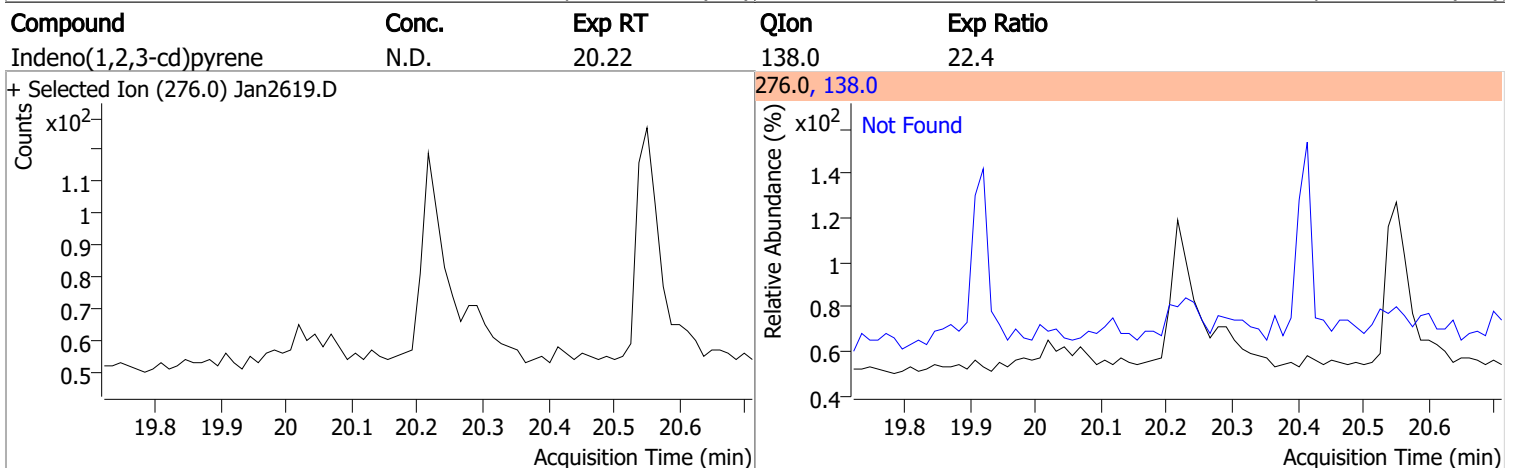 Compound Conc. Exp RT QIon Exp Ratio
Indeno(1,2,3-cd)pyrene N.D. 20.22 138.0 22.4
+ Selected Ion (276.0) Jan2619.D
Counts
x10²
1.1
1
0.9
0.8
0.7
0.6
0.5
19.8 19.9 20 20.1 20.2 20.3 20.4 20.5 20.6
Acquisition Time (min)
276.0, 138.0
Relative Abundance (%)
x10²
Not Found
1.4
1.2
1
0.8
0.6
0.4
19.8 19.9 20 20.1 20.2 20.3 20.4 20.5 20.6
Acquisition Time (min)